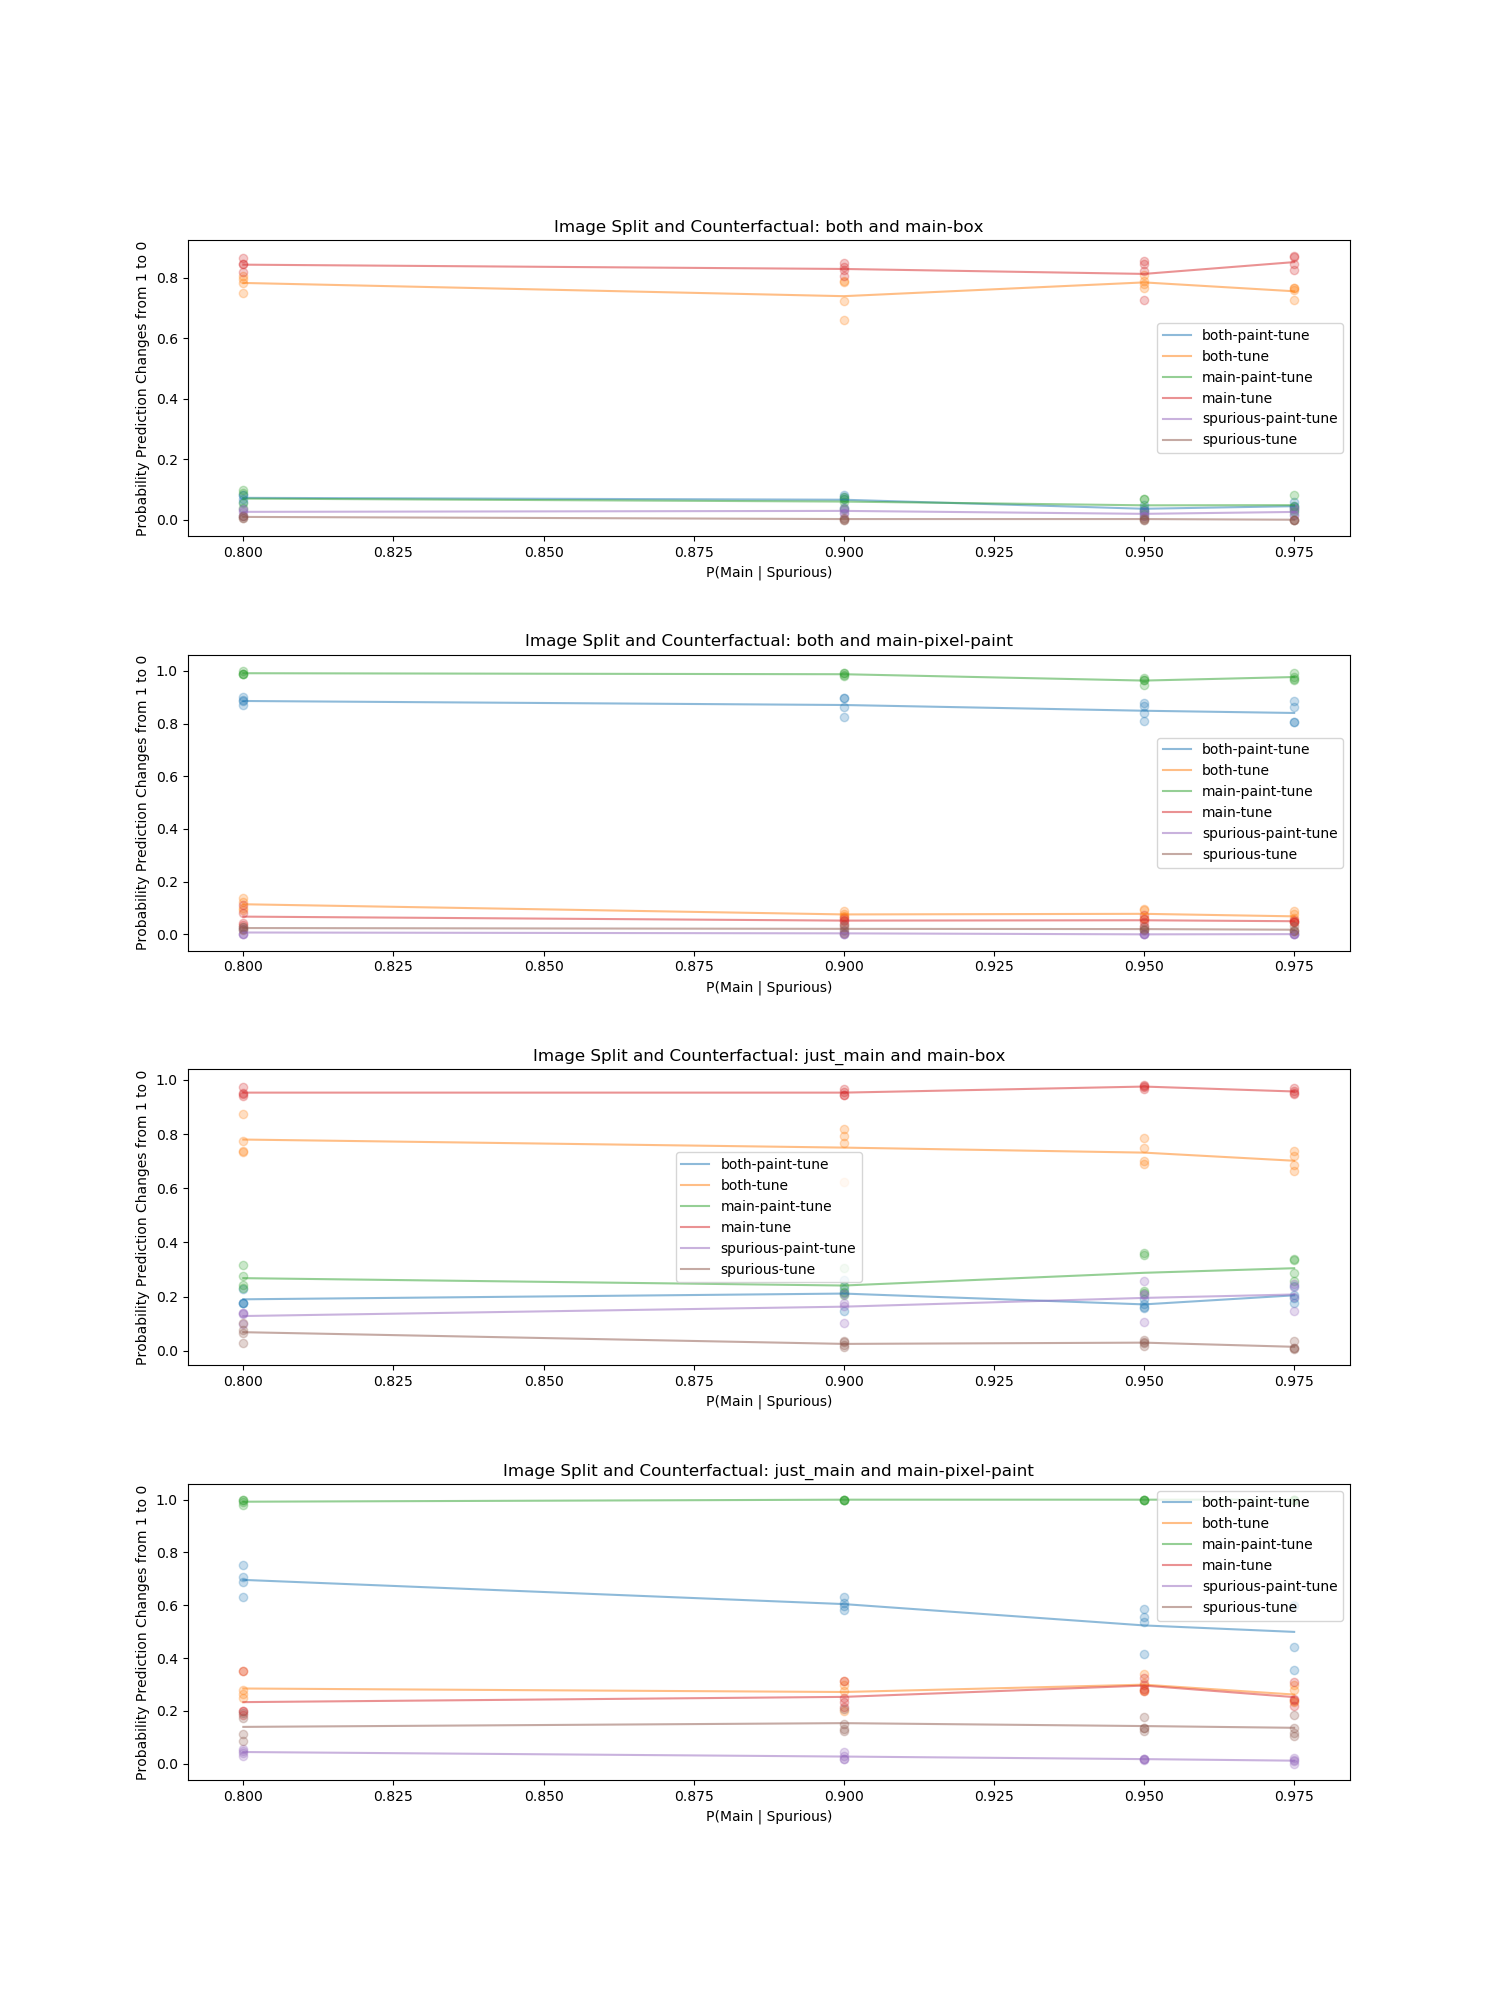 Image Split and Counterfactual: both and main-box
Probability Prediction Changes from 1 to 0
0.8
0.6
0.4
0.2
0.0
both-paint-tune
both-tune
main-paint-tune
main-tune
spurious-paint-tune
spurious-tune
0.800 0.825 0.850 0.875 0.900 0.925 0.950 0.975
P(Main | Spurious)
Image Split and Counterfactual: both and main-pixel-paint
Probability Prediction Changes from 1 to 0
1.0
0.8
0.6
0.4
0.2
0.0
both-paint-tune
both-tune
main-paint-tune
main-tune
spurious-paint-tune
spurious-tune
0.800 0.825 0.850 0.875 0.900 0.925 0.950 0.975
P(Main | Spurious)
Image Split and Counterfactual: just_main and main-box
Probability Prediction Changes from 1 to 0
1.0
0.8
0.6
0.4
0.2
0.0
both-paint-tune
both-tune
main-paint-tune
main-tune
spurious-paint-tune
spurious-tune
0.800 0.825 0.850 0.875 0.900 0.925 0.950 0.975
P(Main | Spurious)
Image Split and Counterfactual: just_main and main-pixel-paint
Probability Prediction Changes from 1 to 0
1.0
0.8
0.6
0.4
0.2
0.0
both-paint-tune
both-tune
main-paint-tune
main-tune
spurious-paint-tune
spurious-tune
0.800 0.825 0.850 0.875 0.900 0.925 0.950 0.975
P(Main | Spurious)